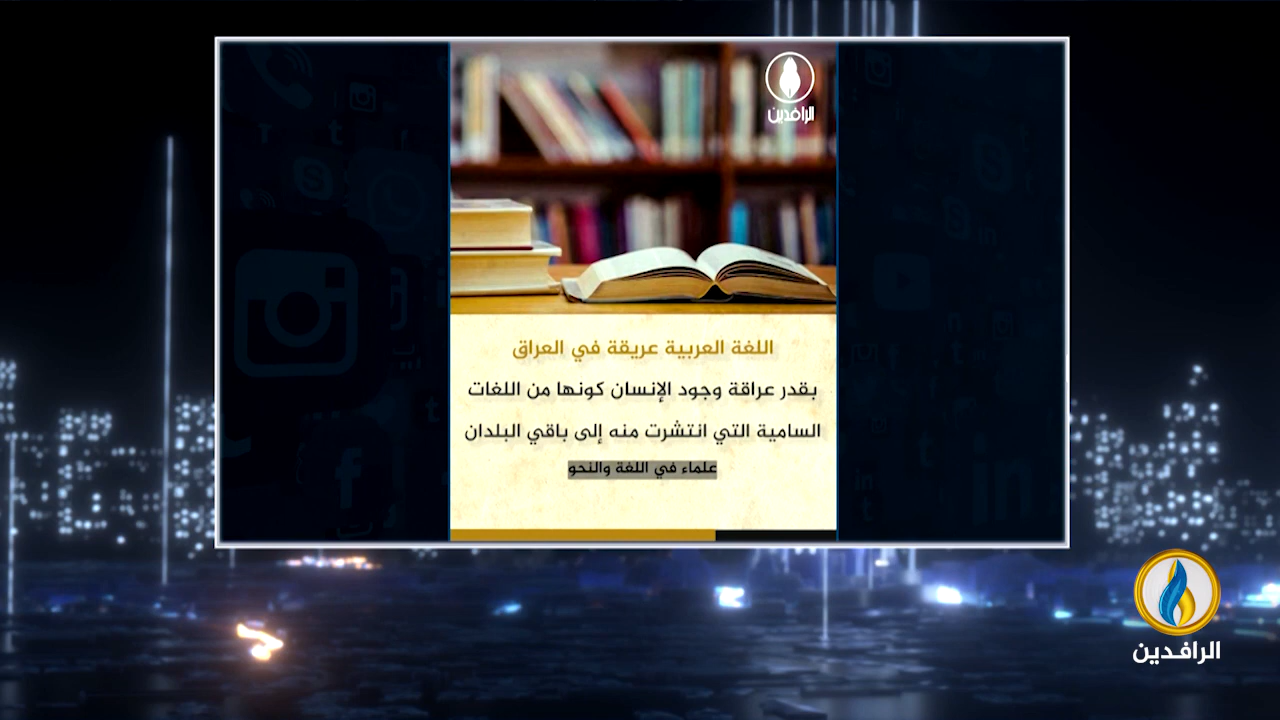 الرافدين
اللغة العربية عريقة في العراق
بقدر عراقة وجود الإنسان كونها من اللغات
السامية التي انتشرت منه إلى باقي البلدان
علماء في اللغة والنحو
الرافدين